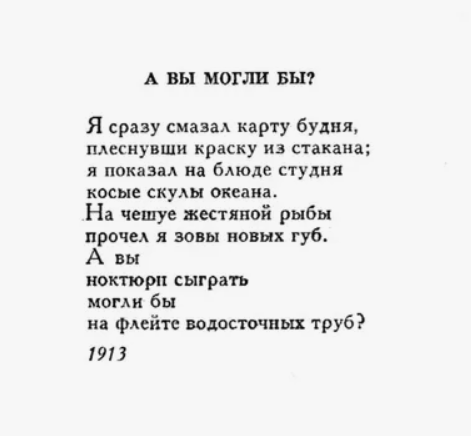 А ВЫ МОГЛИ БЫ?
Я сразу смазал карту будня,
плеснувши краску из стакана;
я показал на блюде студня
косые скулы океана.
На чешуе жестяной рыбы
прочел я зовы новых губ.
А вы
ноктюрн сыграть
могли бы
на флейте водосточных труб?
1913